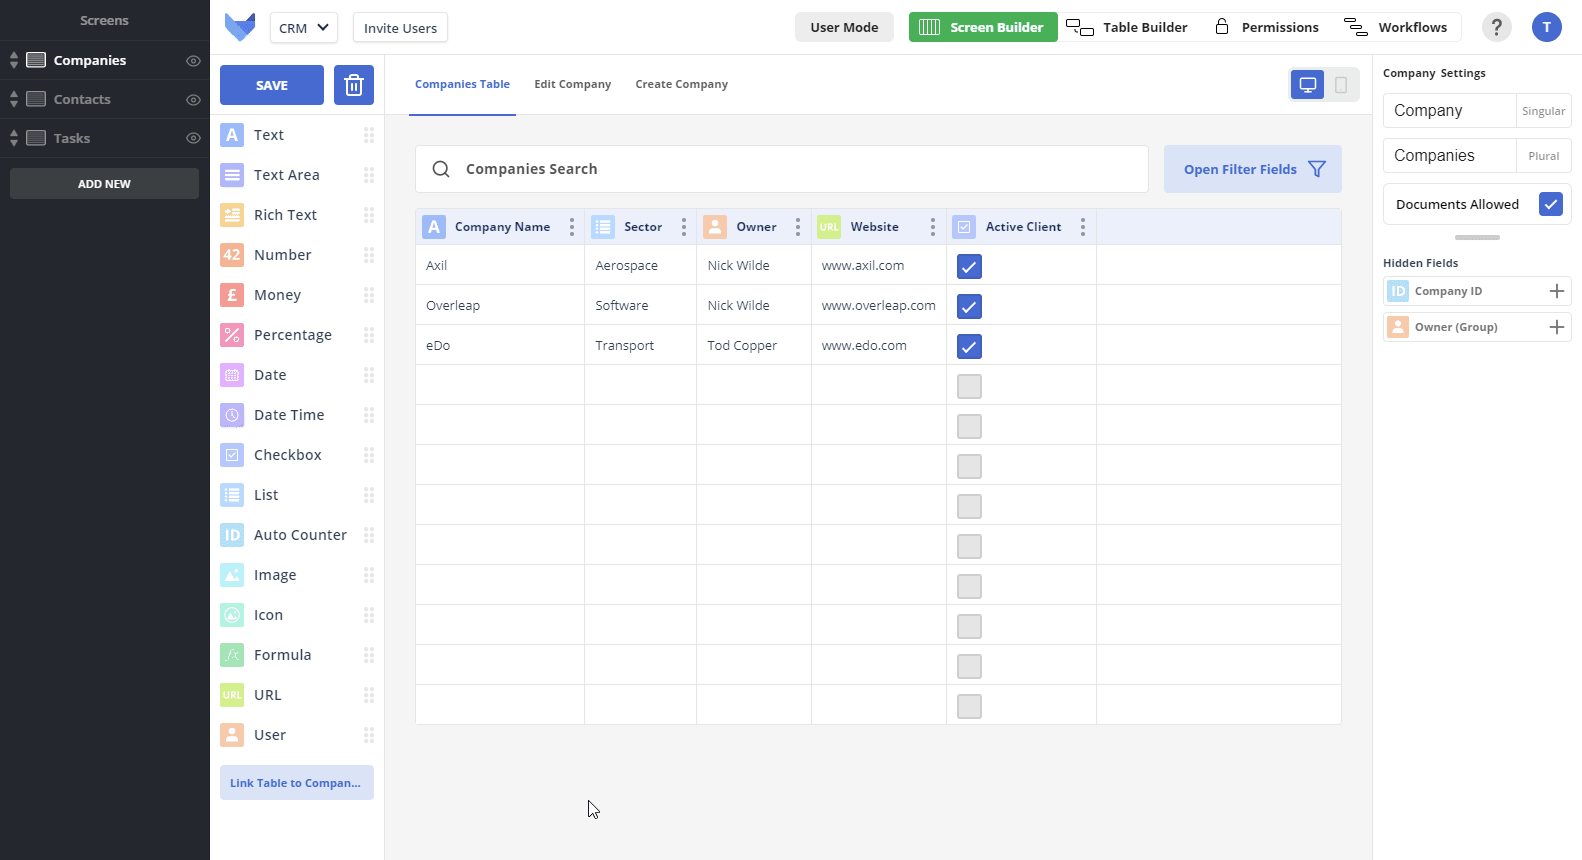 Screens
Companies
Contacts
Tasks
ADD NEW
CRM
Invite Users
User Mode
Screen Builder
Table Builder
Permissions
Workflows
?
T
SAVE
A Text
Text Area
Rich Text
42 Number
£ Money
Percentage
Date
Date Time
Checkbox
List
ID Auto Counter
Image
Icon
fx Formula
URL URL
User
Link Table to Compan...
Companies Table
Edit Company
Create Company
Companies Search
Open Filter Fields
A Company Name Sector Owner URL Website Active Client
Axil Aerospace Nick Wilde www.axil.com
Overleap Software Nick Wilde www.overleap.com
eDo Transport Tod Copper www.edo.com
Company Settings
Company Singular
Companies Plural
Documents Allowed
Hidden Fields
ID Company ID
Owner (Group)